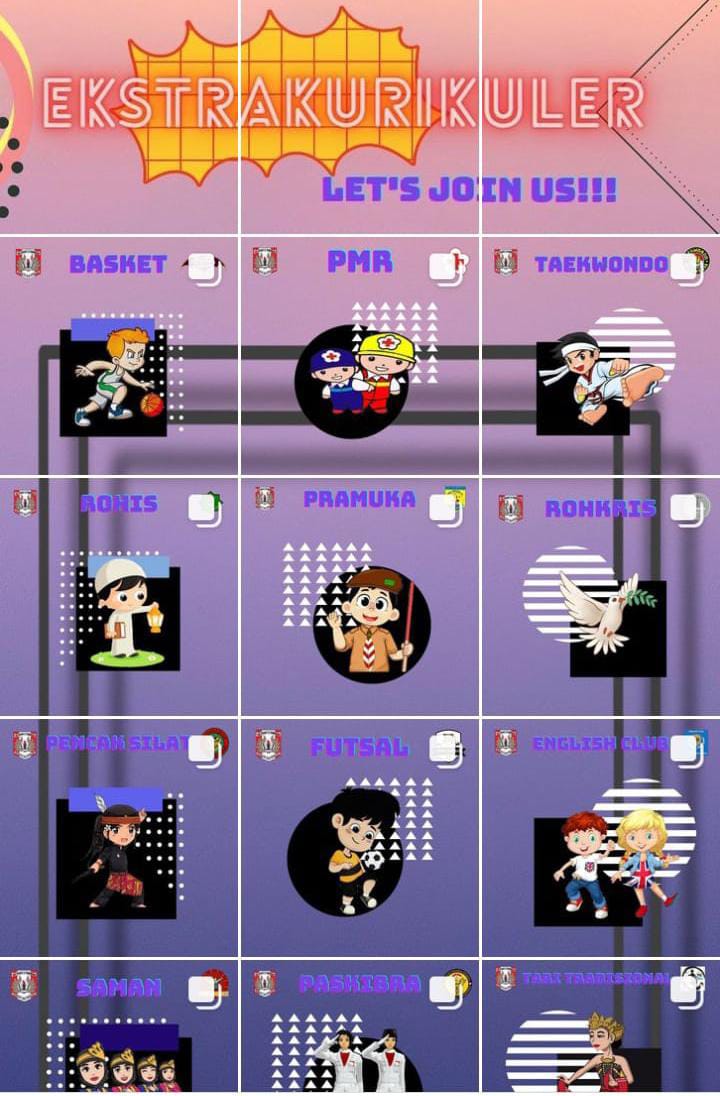 EKSTRAKURIKULER
LET'S JOIN US!!!
BASKET
PMR
TAEKWONDO
ROHIS
PRAMUKA
ROHKRIS
PENCAK SILAT
FUTSAL
ENGLISH CLUB
SAMAN
PASKIBRA
TARI TRADISIONAL